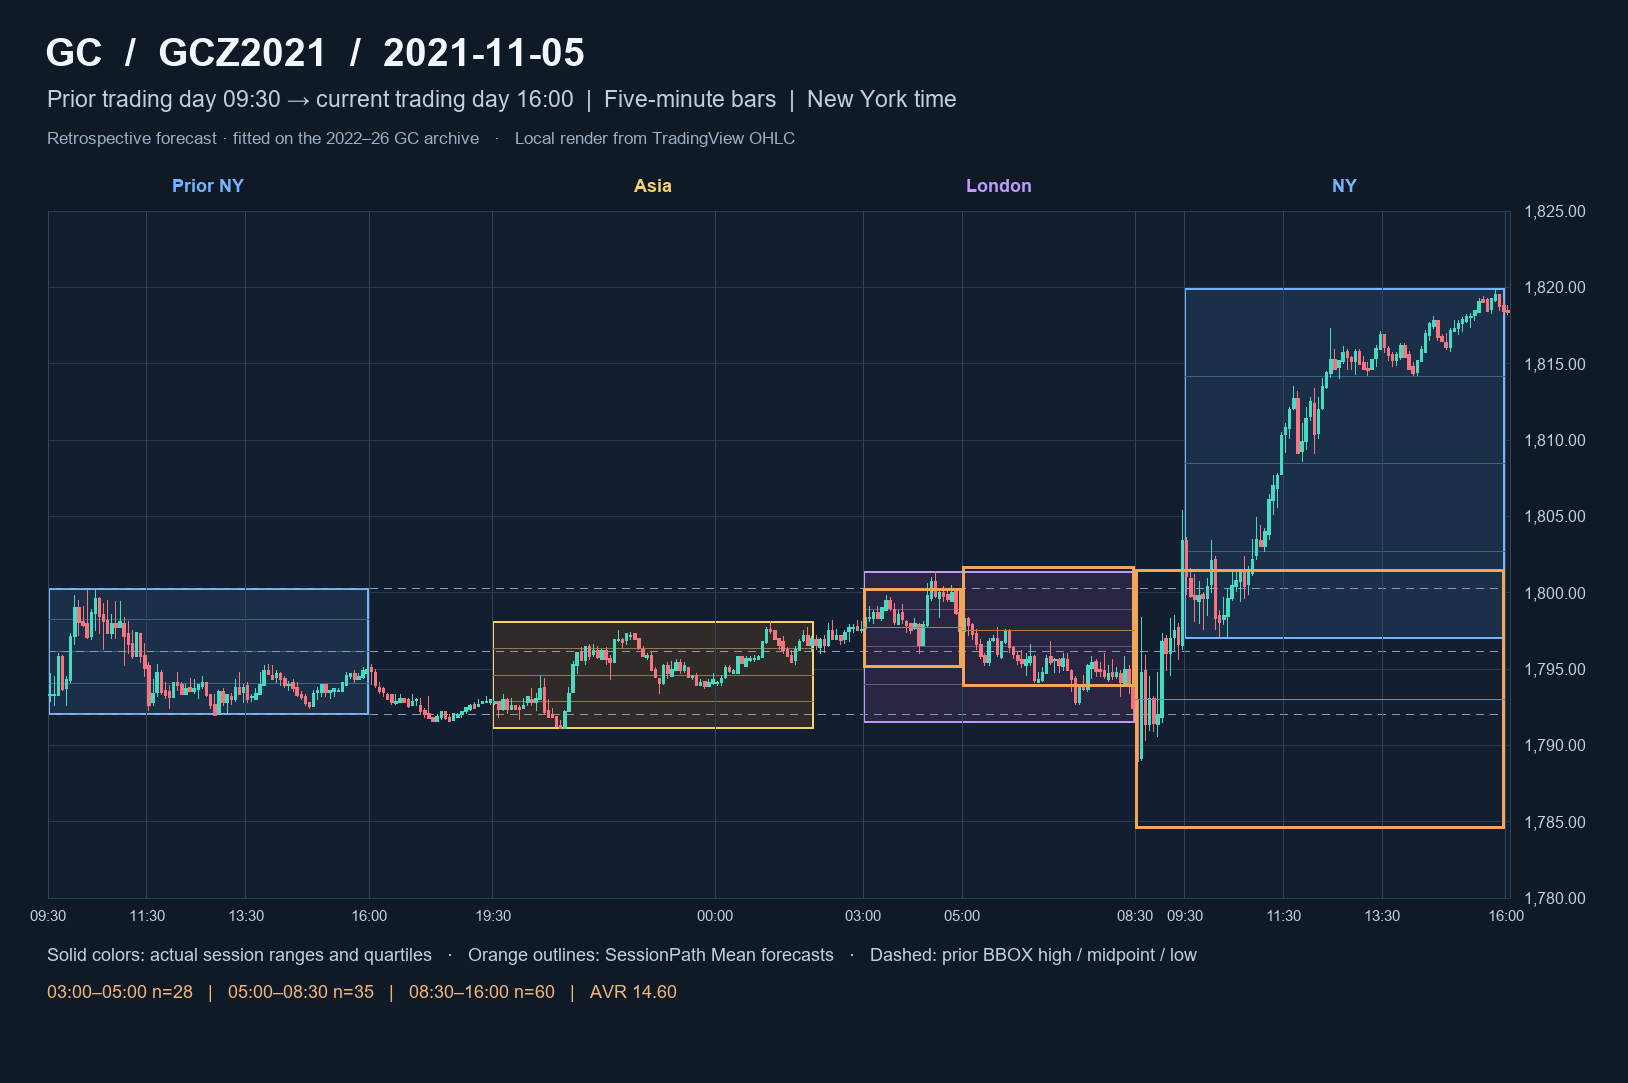 GC / GCZ2021 / 2021-11-05
Prior trading day 09:30 → current trading day 16:00 | Five-minute bars | New York time
Retrospective forecast · fitted on the 2022–26 GC archive · Local render from TradingView OHLC
Prior NY Asia London NY
1,825.00
1,820.00
1,815.00
1,810.00
1,805.00
1,800.00
1,795.00
1,790.00
1,785.00
1,780.00
09:30 11:30 13:30 16:00 19:30 00:00 03:00 05:00 08:30 09:30 11:30 13:30 16:00
Solid colors: actual session ranges and quartiles · Orange outlines: SessionPath Mean forecasts · Dashed: prior BBOX high / midpoint / low
03:00–05:00 n=28 | 05:00–08:30 n=35 | 08:30–16:00 n=60 | AVR 14.60